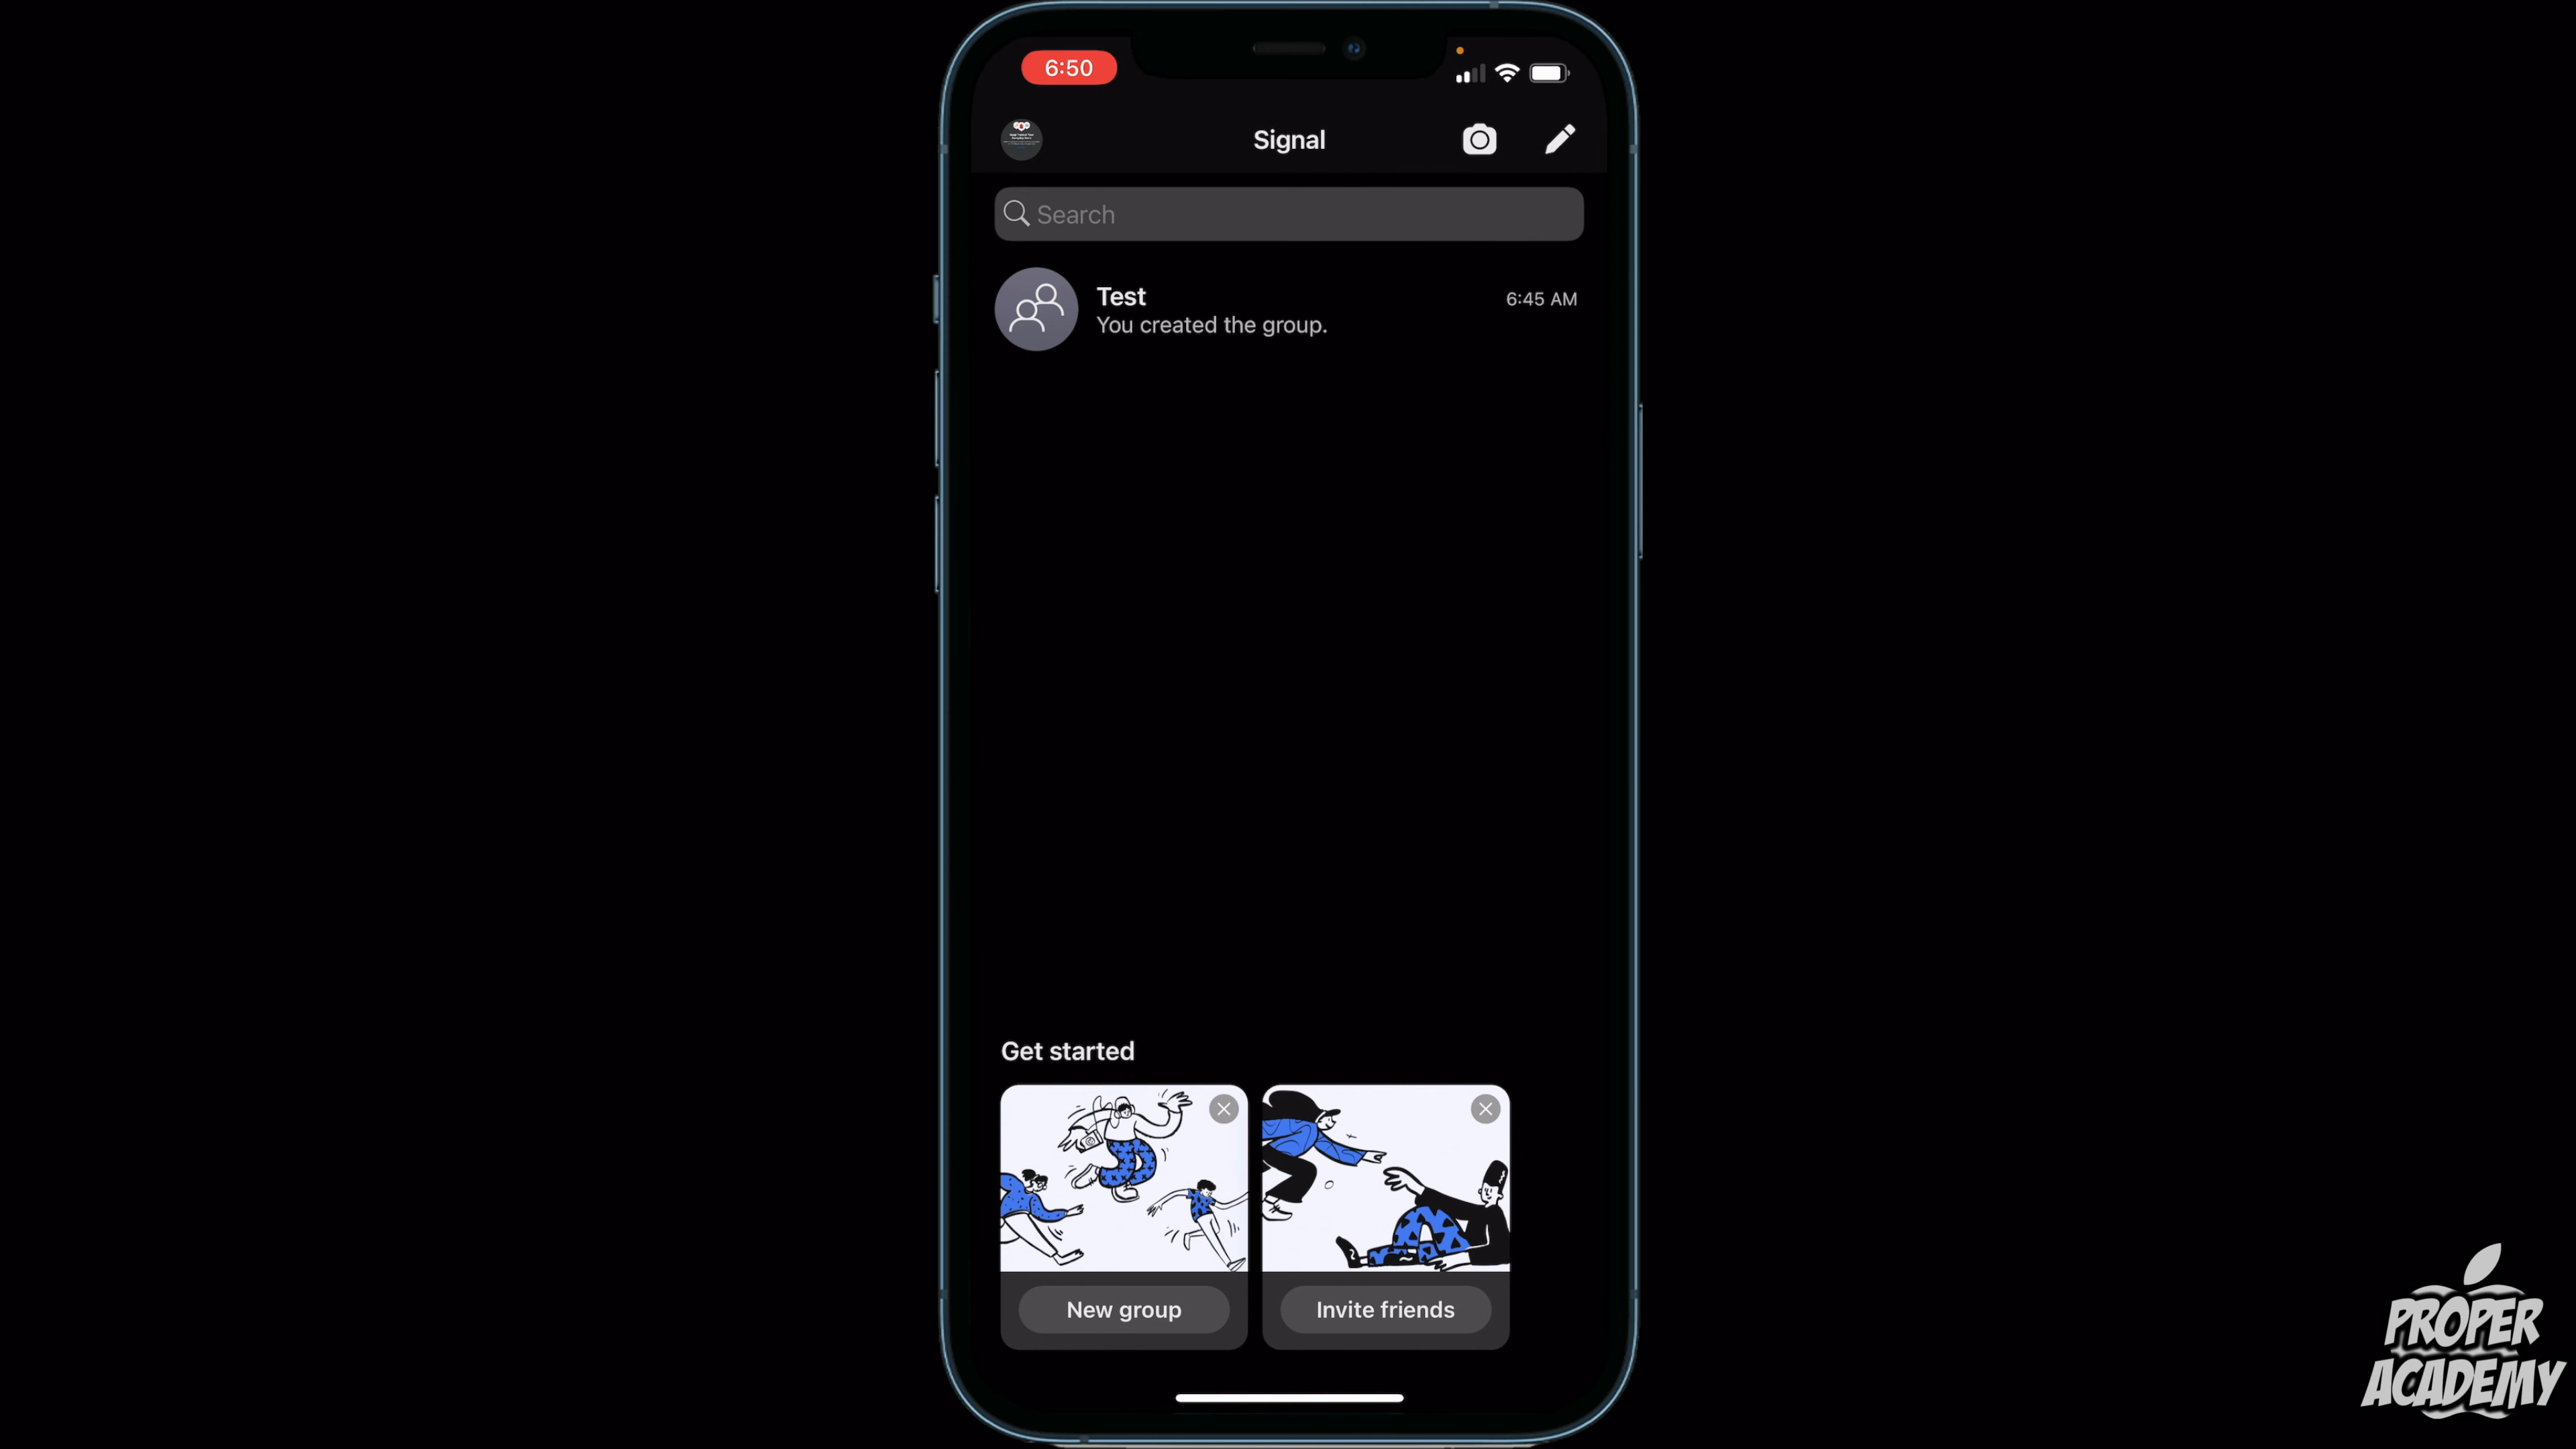 6:50
Signal
Search
Test
6:45 AM
You created the group.
Get started
New group
Invite friends
PROPER
ACADEMY